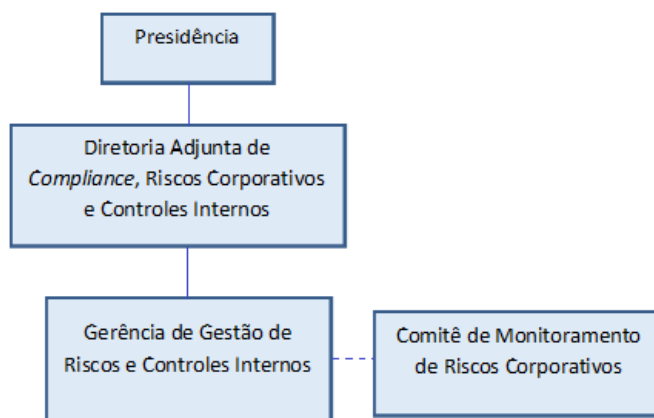 Presidência
Diretoria Adjunta de
Compliance, Riscos Corporativos
e Controles Internos
Gerência de Gestão de
Riscos e Controles Internos
Comitê de Monitoramento
de Riscos Corporativos